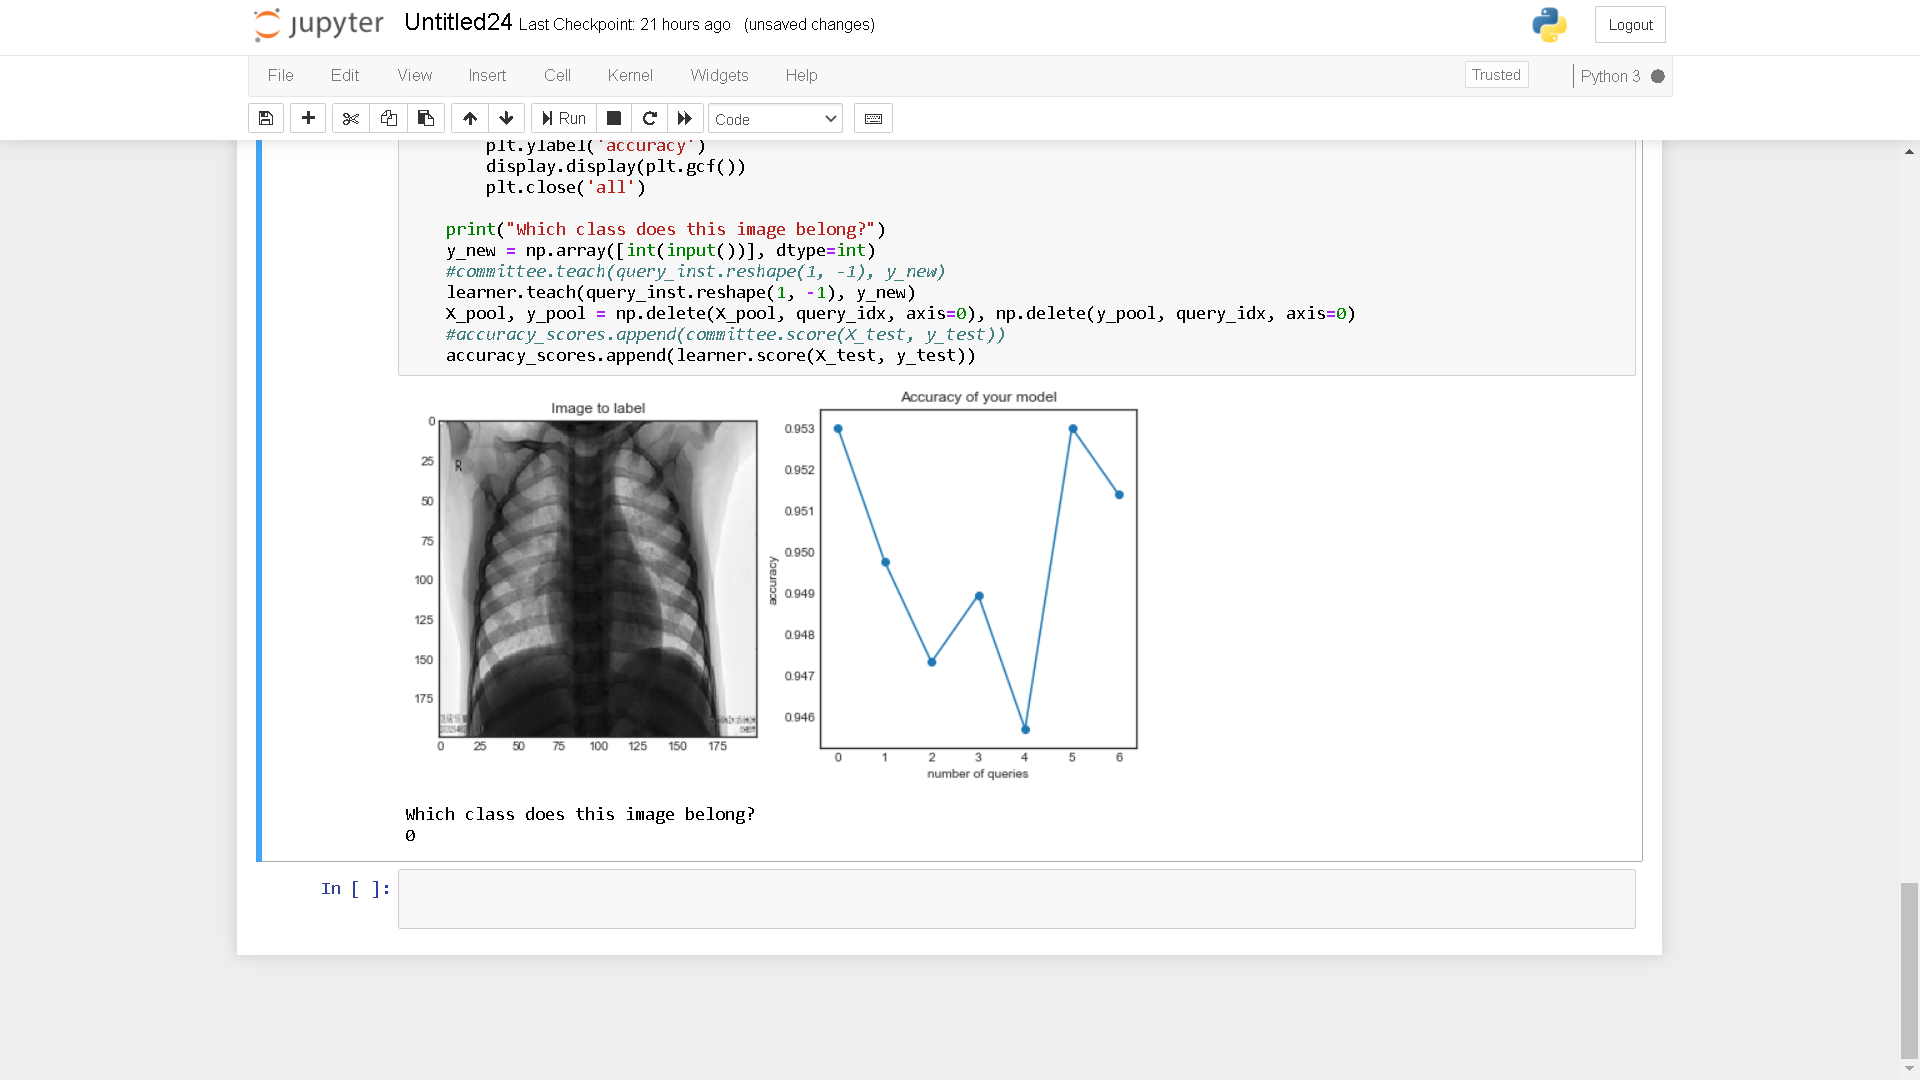 jupyter Untitled24 Last Checkpoint: 21 hours ago (unsaved changes) Logout
File Edit View Insert Cell Kernel Widgets Help Trusted Python 3
Run Code
plt.ylabel('accuracy')
display.display(plt.gcf())
plt.close('all')
print("Which class does this image belong?")
y_new = np.array([int(input())], dtype=int)
#committee.teach(query_inst.reshape(1, -1), y_new)
learner.teach(query_inst.reshape(1, -1), y_new)
X_pool, y_pool = np.delete(X_pool, query_idx, axis=0), np.delete(y_pool, query_idx, axis=0)
#accuracy_scores.append(committee.score(X_test, y_test))
accuracy_scores.append(learner.score(X_test, y_test))
Image to label
0
25
50
75
100
125
150
175
R
CHEST
0 25 50 75 100 125 150 175
Accuracy of your model
0.953
0.952
0.951
0.950
0.949
0.948
0.947
0.946
accuracy
0 1 2 3 4 5 6
number of queries
Which class does this image belong?
0
In [ ]: